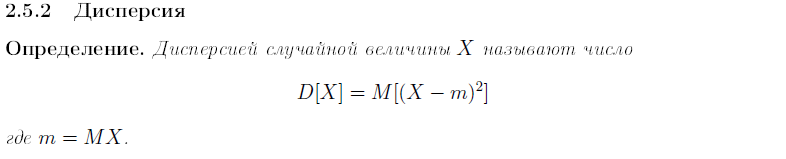 2.5.2 Дисперсия
Определение. Дисперсией случайной величины X называют число
D[X] = M[(X − m)²]
где m = MX.